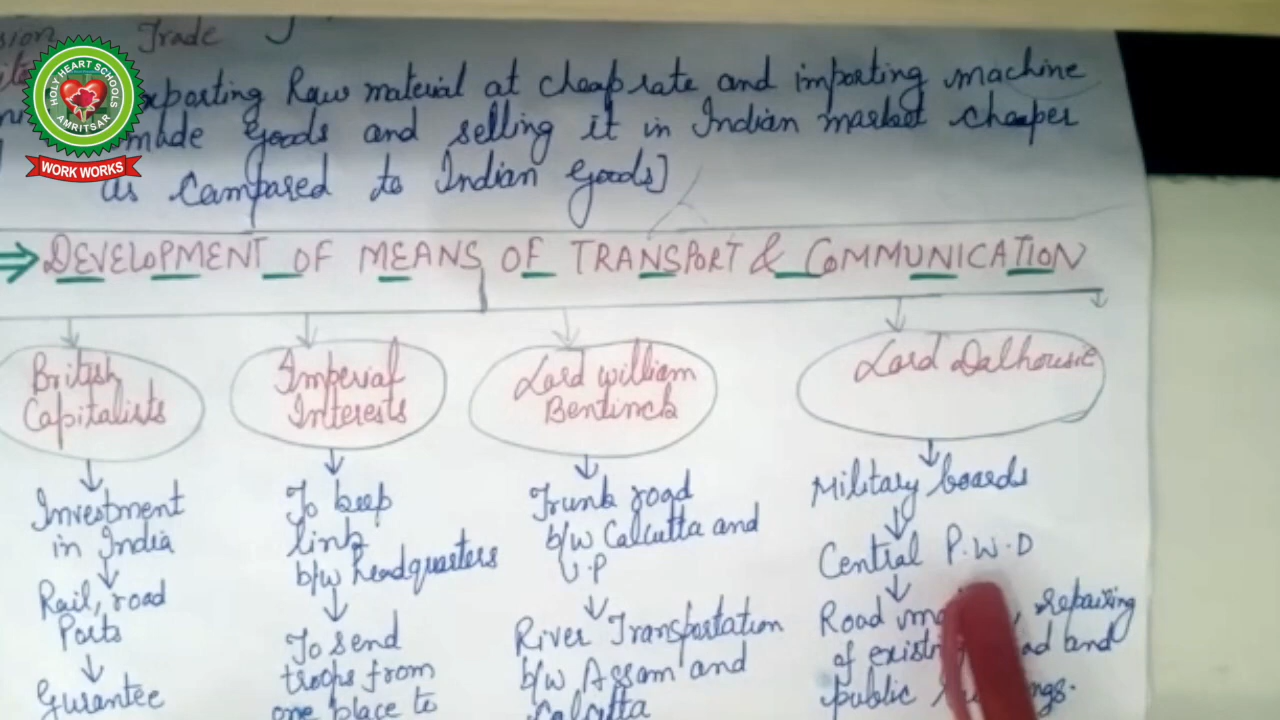 Trade
HOLY HEART SCHOOLS
AMRITSAR
WORK WORKS
exporting Raw material at cheap rate and importing machine
made Goods and selling it in Indian market cheaper
as Compared to Indian Goods]
⇒ DEVELOPMENT OF MEANS OF TRANSPORT & COMMUNICATION
British
Capitalists
Investment
in India
Rail, road
Ports
Gurantee
Imperial
Interests
To keep
link
b/w headquarters
To send
troops from
one place to
Lord William
Bentinck
Trunk road
b/w Calcutta and
U.P
River Transportation
b/w Assam and
Calcutta
Lord Dalhousie
Military boards
Central P.W.D
Road , repairing
of and
public